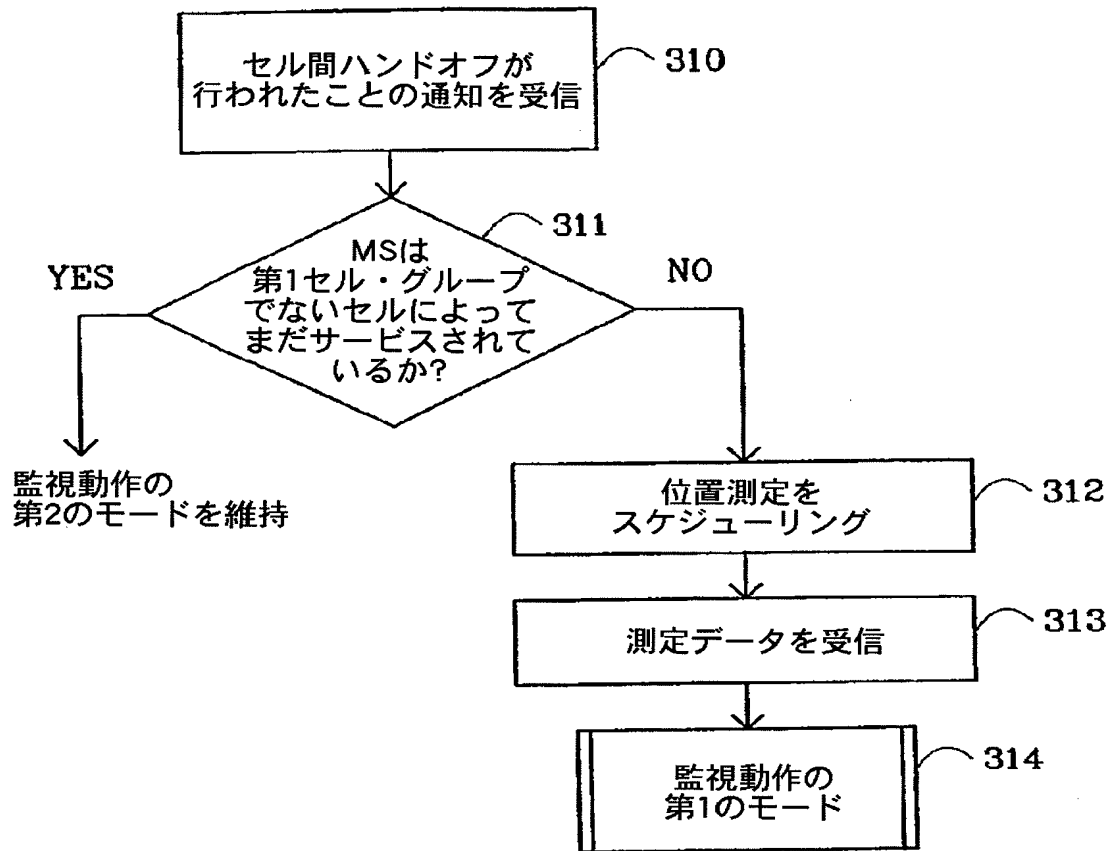 セル間ハンドオフが
行われたことの通知を受信
310
311
MSは
第1セル・グループ
でないセルによって
まだサービスされて
いるか?
YES
NO
監視動作の
第2のモードを維持
位置測定を
スケジューリング
312
測定データを受信
313
監視動作の
第1のモード
314